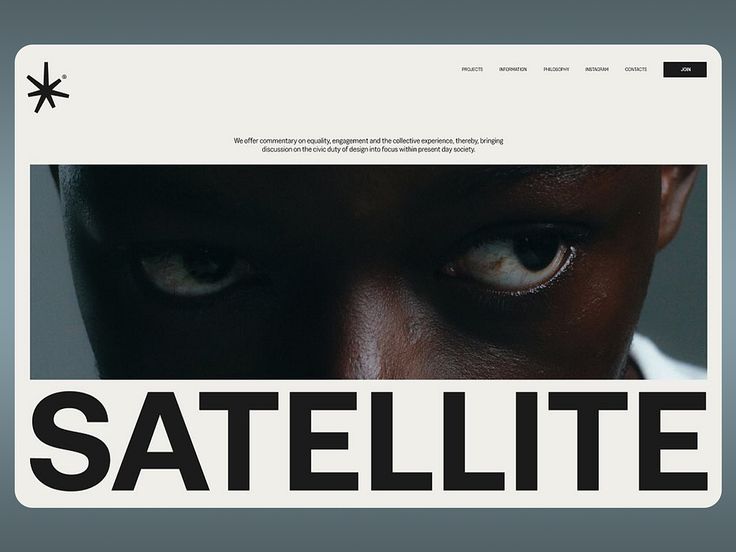 ®
PROJECTS INFORMATION PHILOSOPHY INSTAGRAM CONTACTS JOIN
We offer commentary on equality, engagement and the collective experience, thereby, bringing
discussion on the civic duty of design into focus within present day society.
SATELLITE